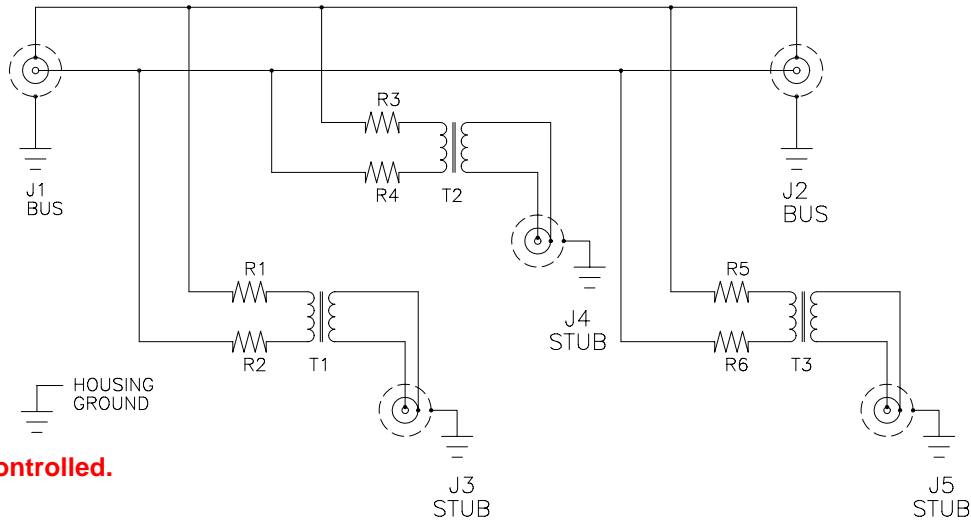 R3
R4
T2
J1
BUS
J2
BUS
R1
R2
T1
J4
STUB
R5
R6
T3
HOUSING
GROUND
ontrolled.
J3
STUB
J5
STUB